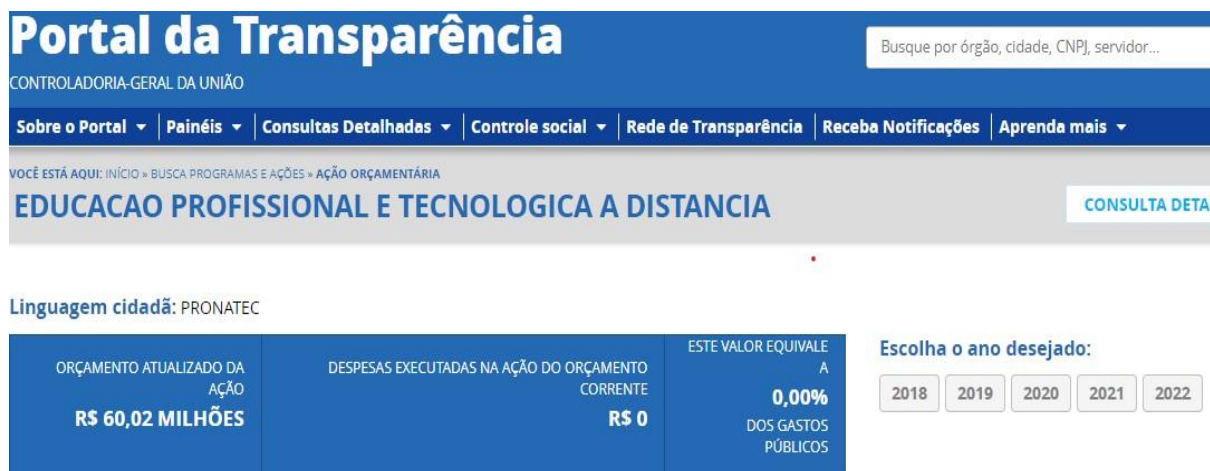 Portal da Transparência
Busque por órgão, cidade, CNPJ, servidor...
CONTROLADORIA-GERAL DA UNIÃO
Sobre o Portal Painéis Consultas Detalhadas Controle social Rede de Transparência Receba Notificações Aprenda mais
VOCÊ ESTÁ AQUI: INÍCIO » BUSCA PROGRAMAS E AÇÕES » AÇÃO ORÇAMENTÁRIA
EDUCACAO PROFISSIONAL E TECNOLOGICA A DISTANCIA
CONSULTA DETA
Linguagem cidadã: PRONATEC
ORÇAMENTO ATUALIZADO DA
AÇÃO
R$ 60,02 MILHÕES
DESPESAS EXECUTADAS NA AÇÃO DO ORÇAMENTO
CORRENTE
R$ 0
ESTE VALOR EQUIVALE
A
0,00%
DOS GASTOS
PÚBLICOS
Escolha o ano desejado:
2018 2019 2020 2021 2022